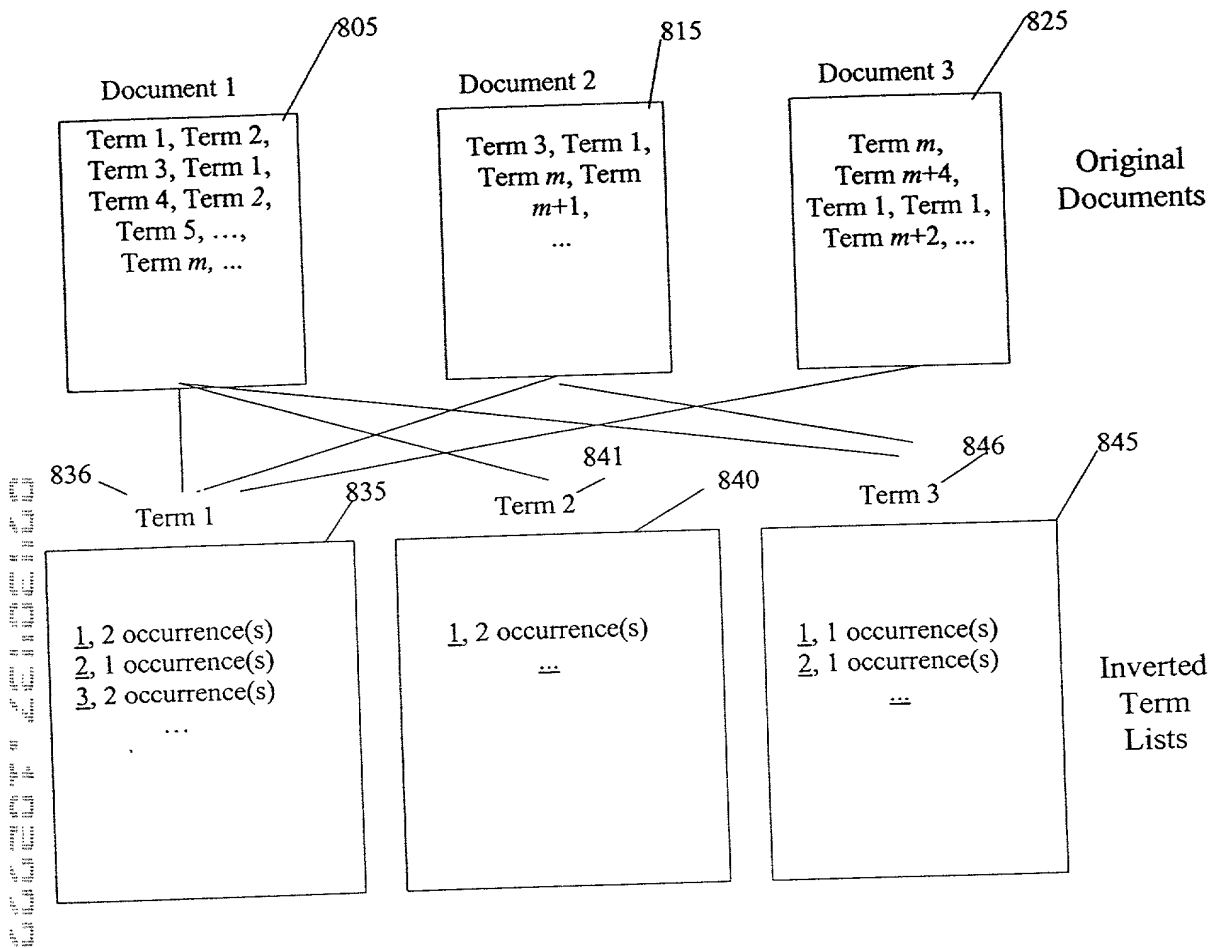 805
815
825
Document 1
Document 2
Document 3
Term 1, Term 2,
Term 3, Term 1,
Term 4, Term 2,
Term 5, ...,
Term m, ...
Term 3, Term 1,
Term m, Term
m+1,
...
Term m,
Term m+4,
Term 1, Term 1,
Term m+2, ...
Original
Documents
836
Term 1
835
841
Term 2
840
846
Term 3
845
1, 2 occurrence(s)
2, 1 occurrence(s)
3, 2 occurrence(s)
...
1, 2 occurrence(s)
...
1, 1 occurrence(s)
2, 1 occurrence(s)
...
Inverted
Term
Lists